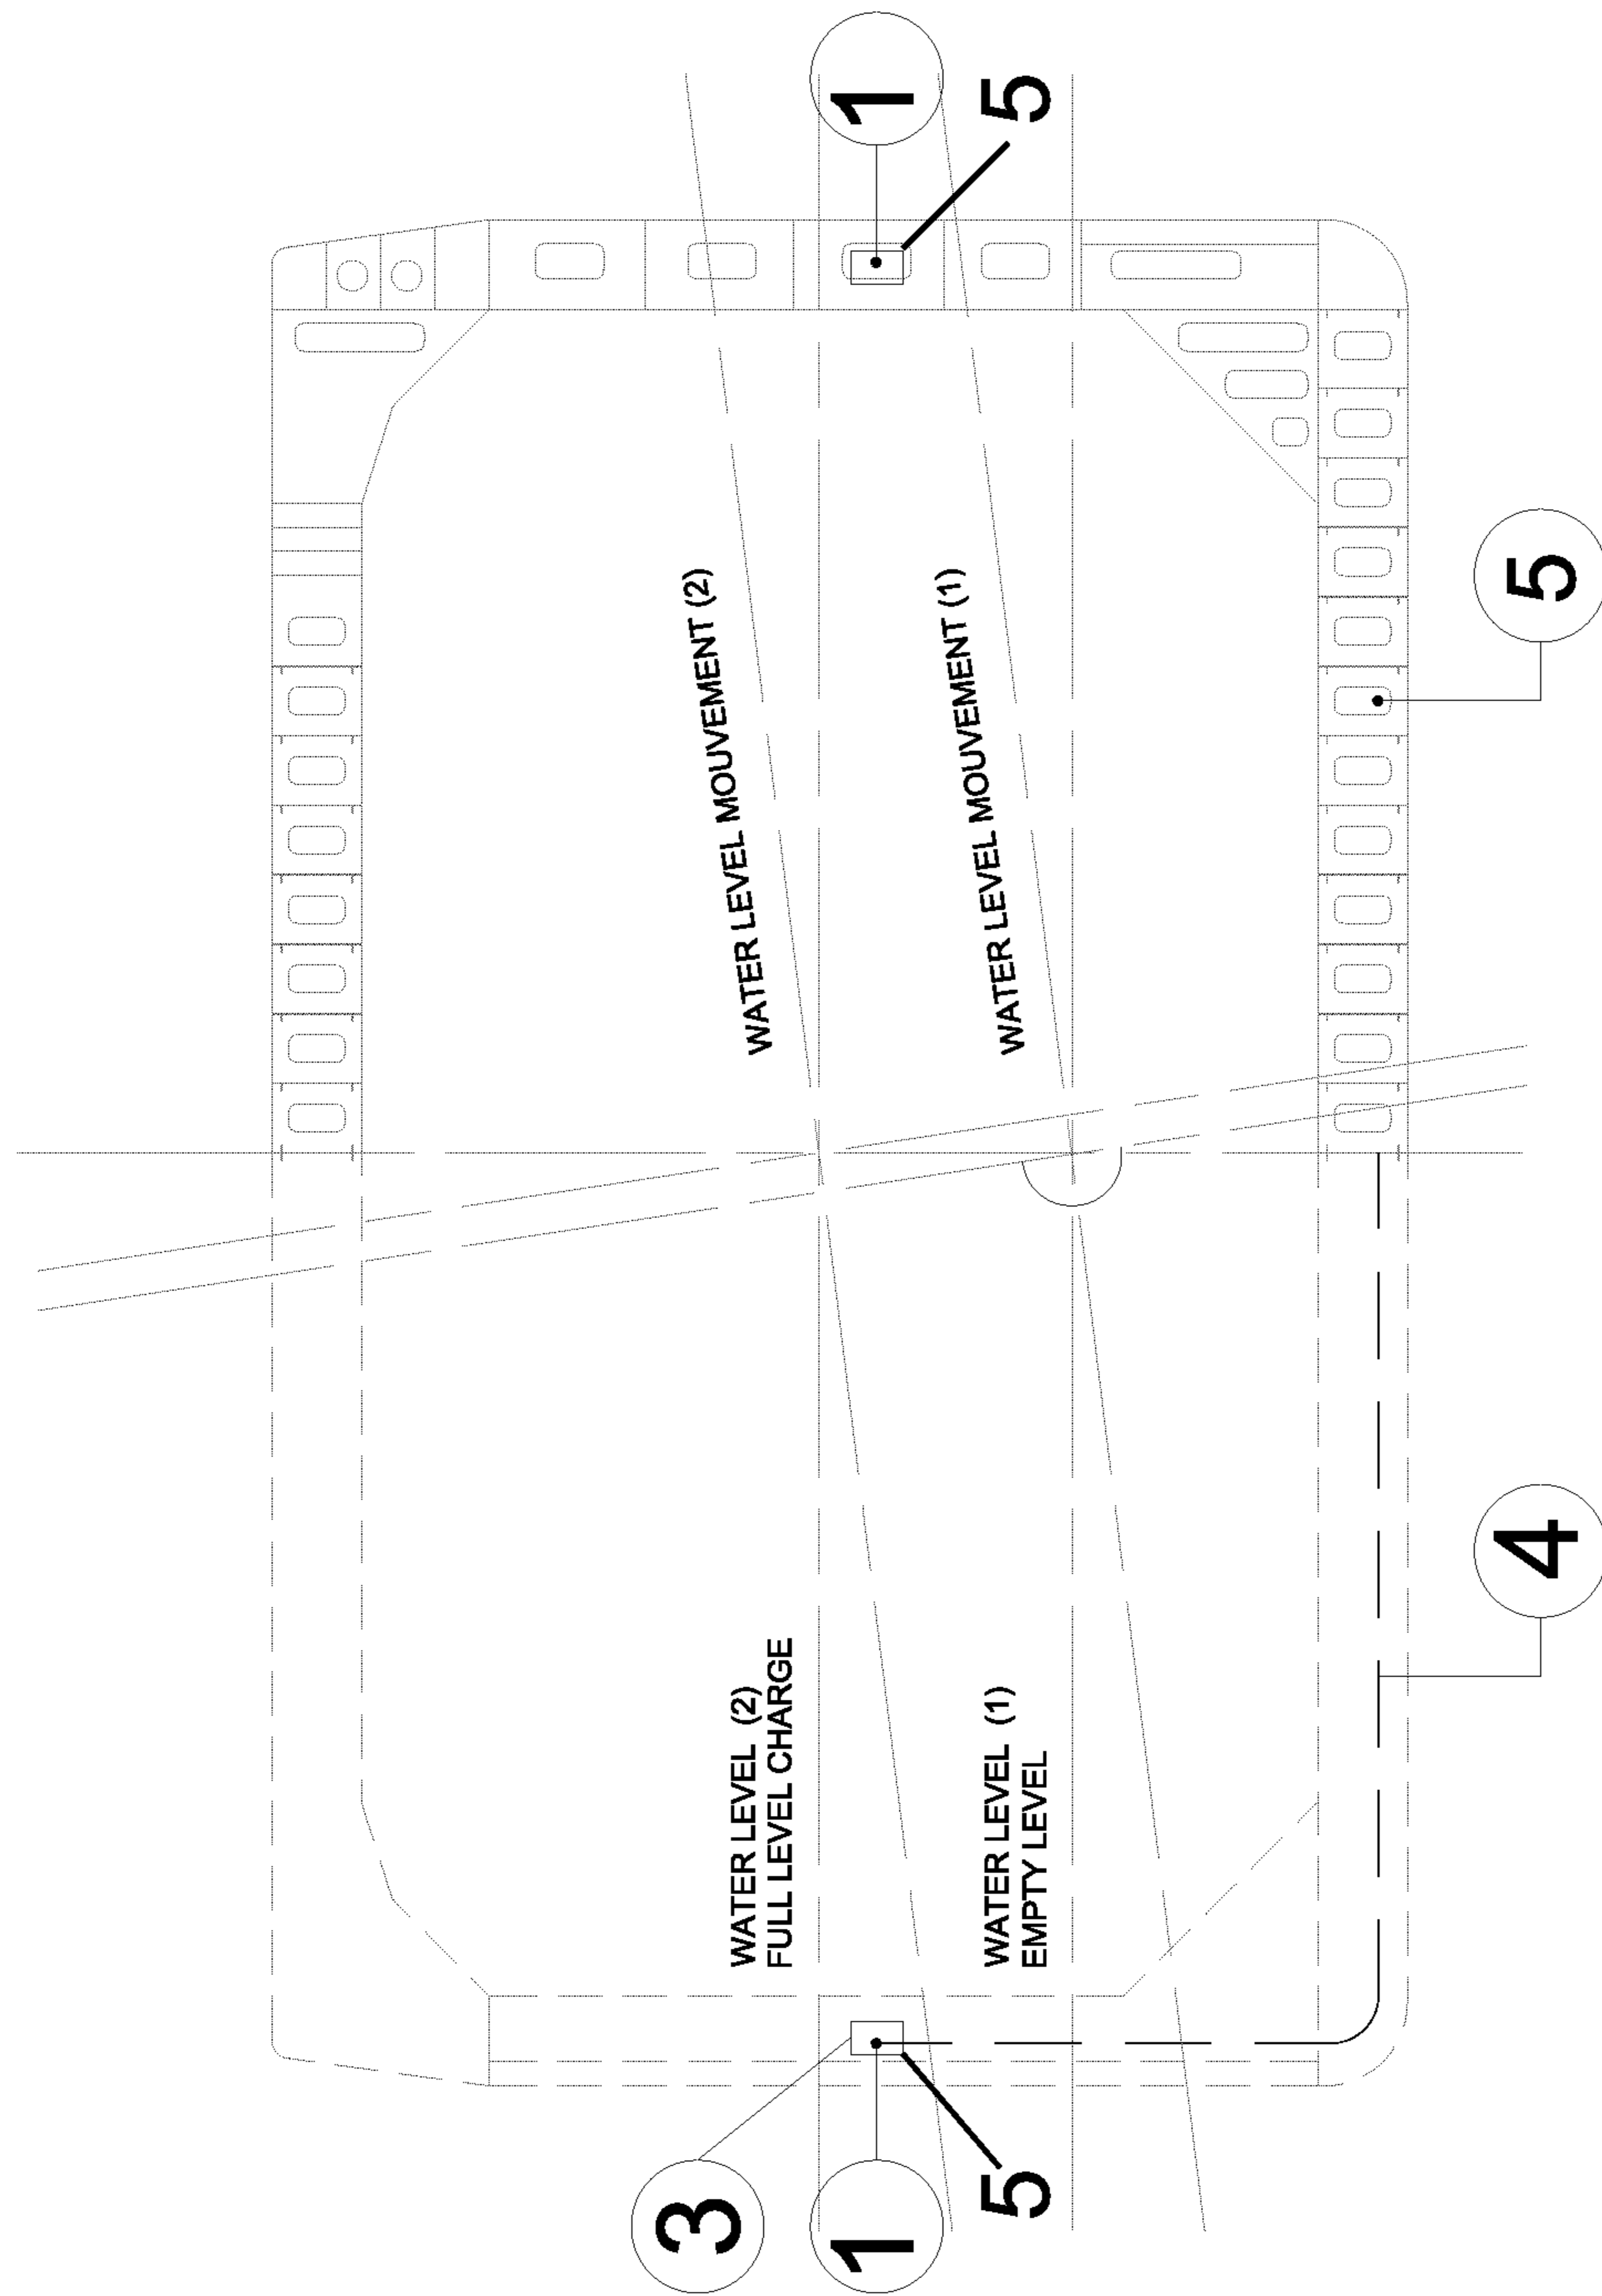 3
WATER LEVEL (2)
FULL LEVEL CHARGE
WATER LEVEL MOUVEMENT (2)
1
1
WATER LEVEL (1)
EMPTY LEVEL
WATER LEVEL MOUVEMENT (1)
5
5
4
5